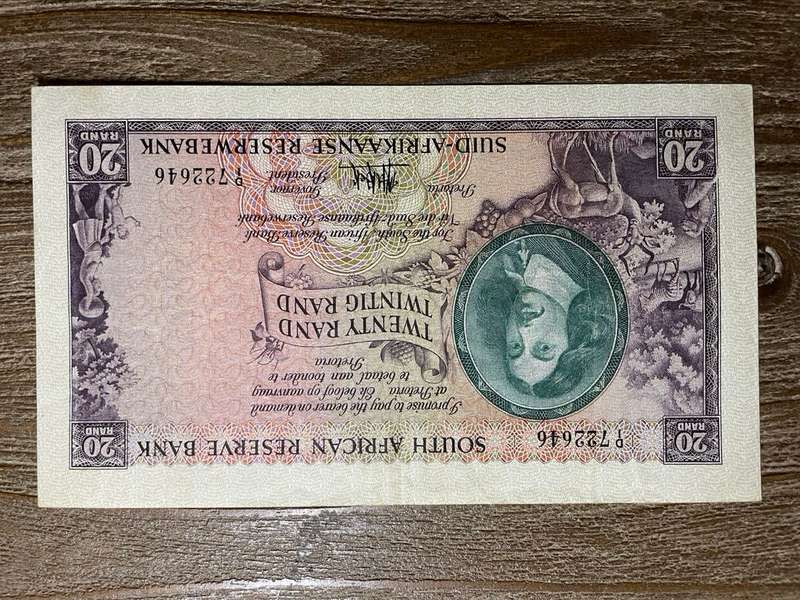 20
RAND
D/1 722646
SOUTH AFRICAN RESERVE BANK
20
RAND
I promise to pay the bearer on demand
at Pretoria Ek beloof op aanvraag
te betaal aan toonder te
Pretoria
TWENTY RAND
TWINTIG RAND
For the South African Reserve Bank
Vir die Suid-Afrikaanse Reserwebank
Pretoria
Governor
President
D/1 722646
20
RAND
SUID-AFRIKAANSE RESERWEBANK
20
RAND